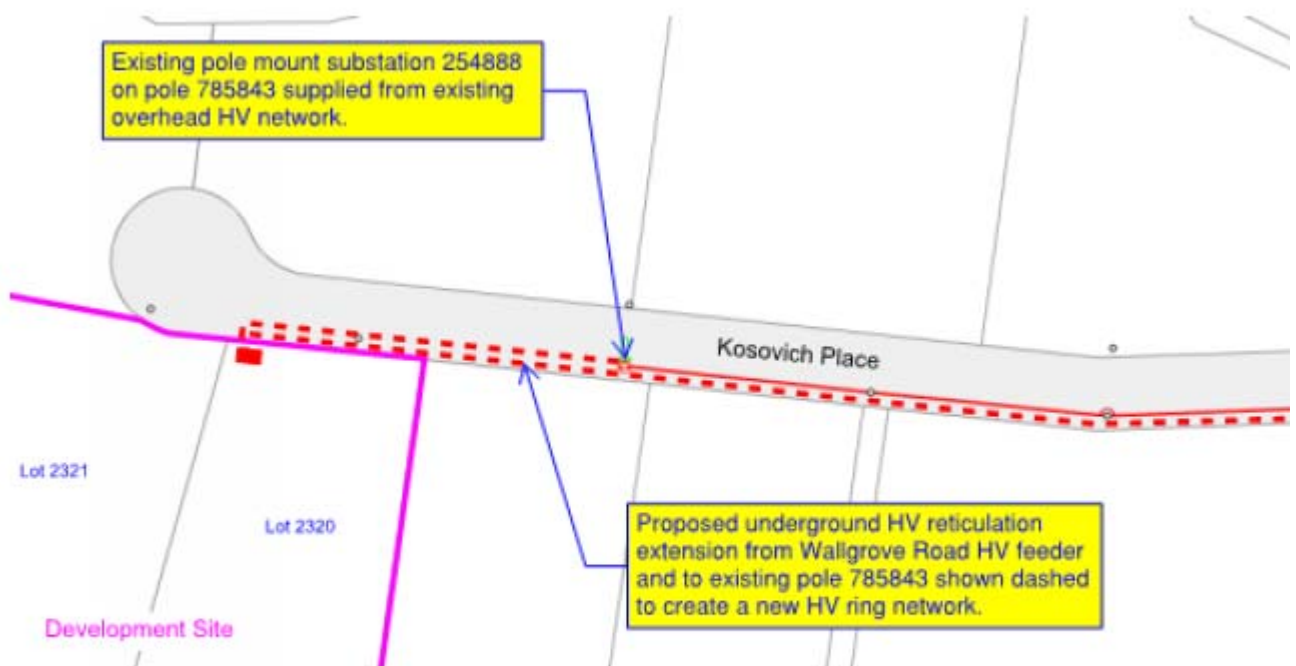 Existing pole mount substation 254888
on pole 785843 supplied from existing
overhead HV network.
Kosovich Place
Lot 2321
Lot 2320
Proposed underground HV reticulation
extension from Wallgrove Road HV feeder
and to existing pole 785843 shown dashed
to create a new HV ring network.
Development Site